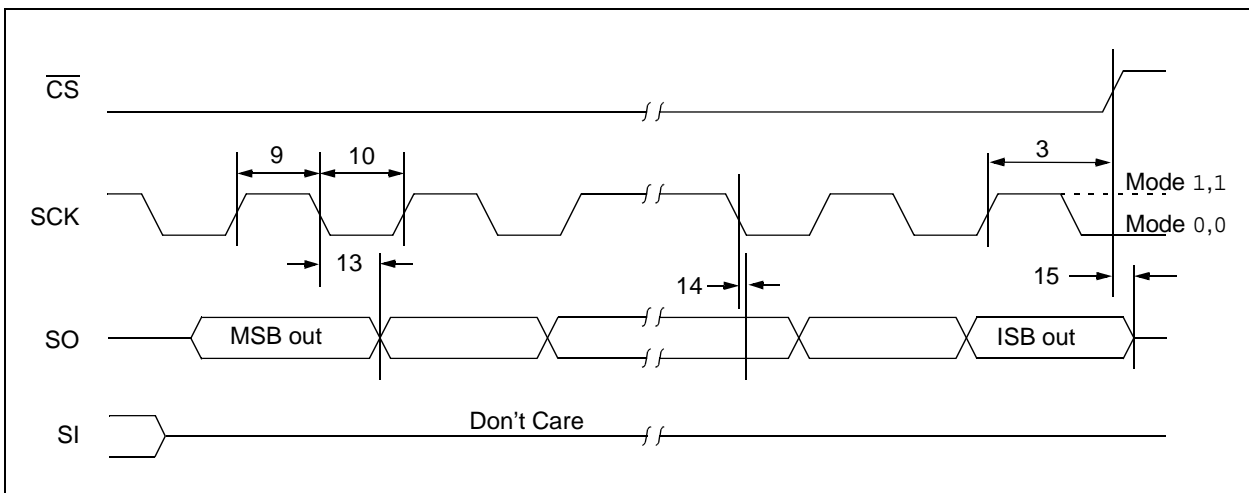 CS
9
10
3
Mode 1,1
SCK
Mode 0,0
13
14
15
SO
MSB out
ISB out
Don't Care
SI